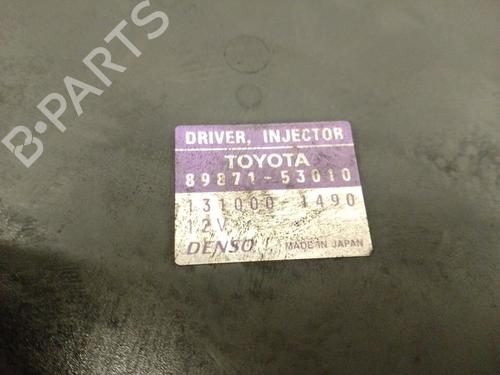 B-PARTS
DRIVER, INJECTOR
TOYOTA
89871-53010
131000-1490
12V
DENSO MADE IN JAPAN